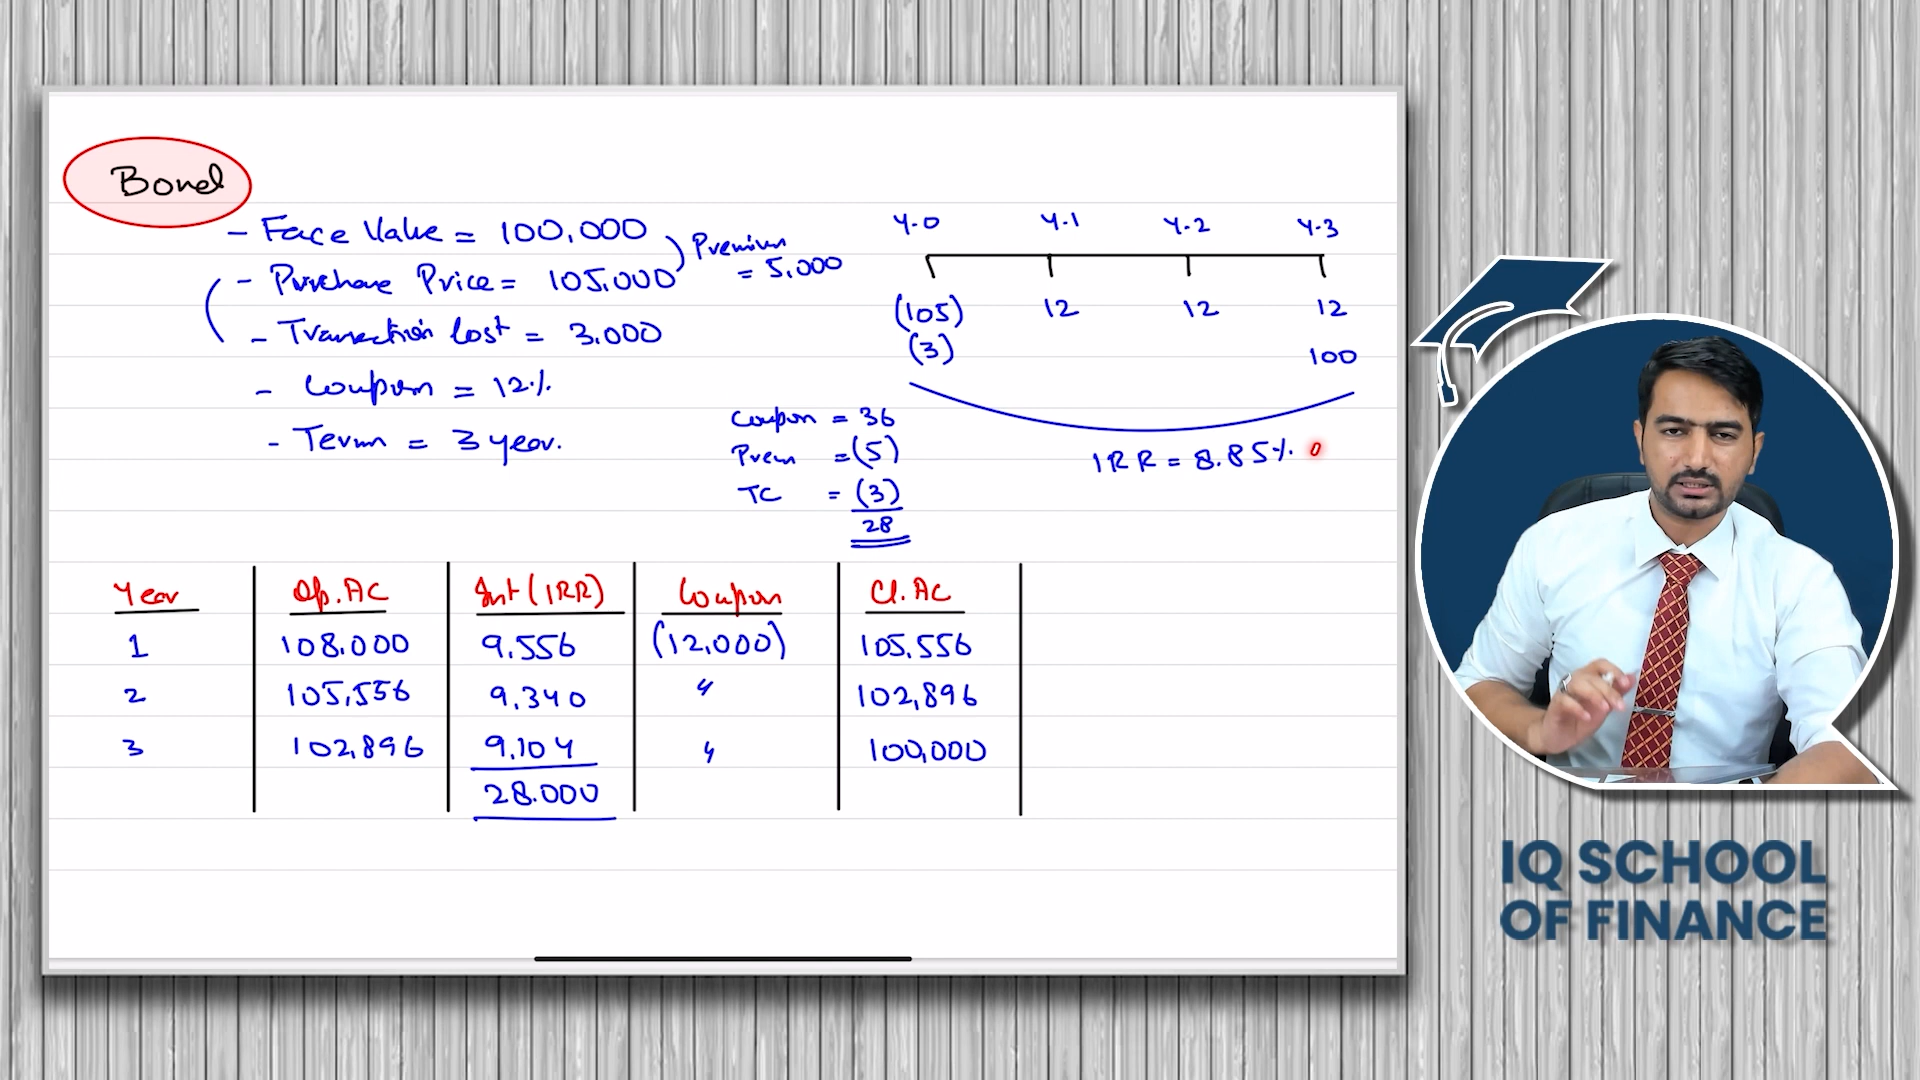 Bond
- Face Value = 100,000
- Purchase Price = 105,000
Premium
= 5,000
- Transaction Cost = 3,000
- Coupon = 12%
- Term = 3 year.
Y-0 Y-1 Y-2 Y-3
(105) 12 12 12
(3) 100
IRR = 8.85%
Coupon = 36
Prem = (5)
TC = (3)
28
Year Op. AC Int (IRR) Coupon Cl. AC
1 108,000 9,556 (12,000) 105,556
2 105,556 9,340 " 102,896
3 102,896 9,104 " 100,000
28,000
IQ SCHOOL
OF FINANCE